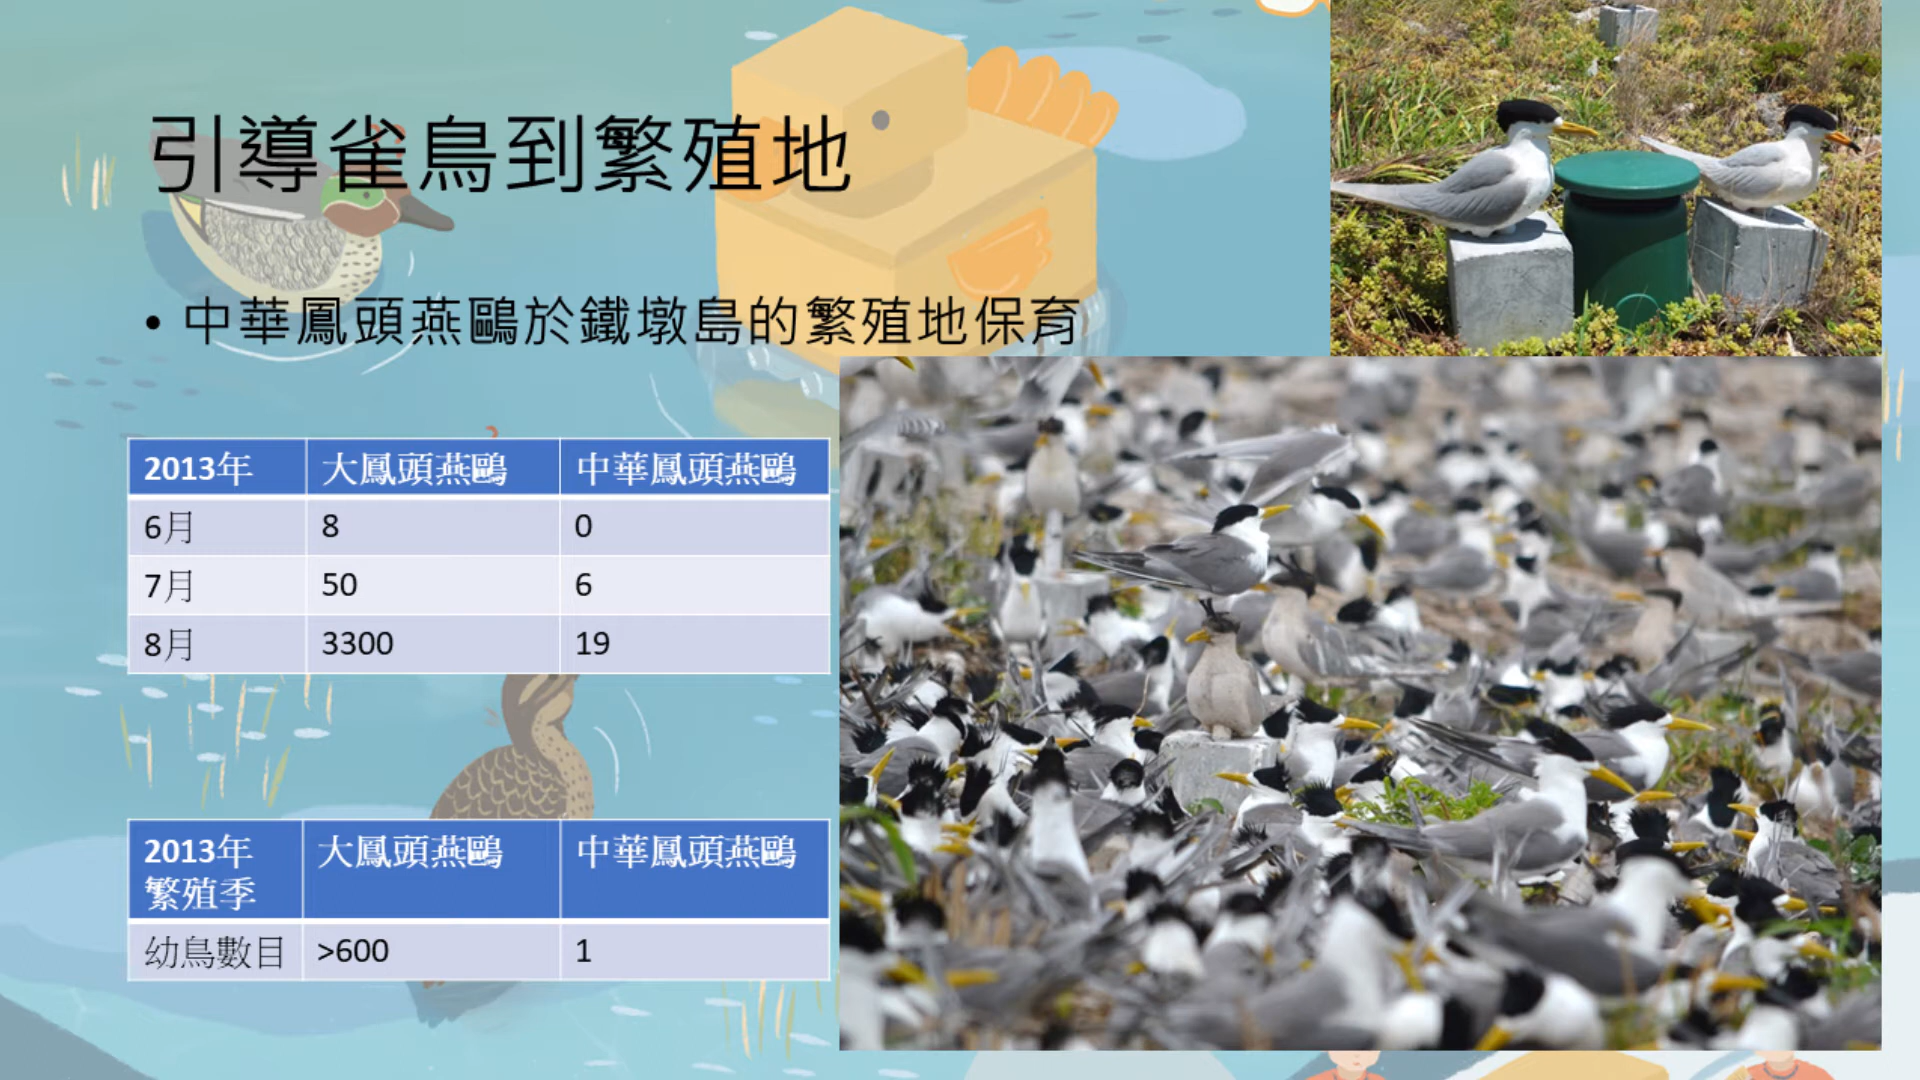 引導雀鳥到繁殖地
• 中華鳳頭燕鷗於鐵墩島的繁殖地保育
2013年 大鳳頭燕鷗 中華鳳頭燕鷗
6月 8 0
7月 50 6
8月 3300 19
2013年 大鳳頭燕鷗 中華鳳頭燕鷗
繁殖季
幼鳥數目 >600 1